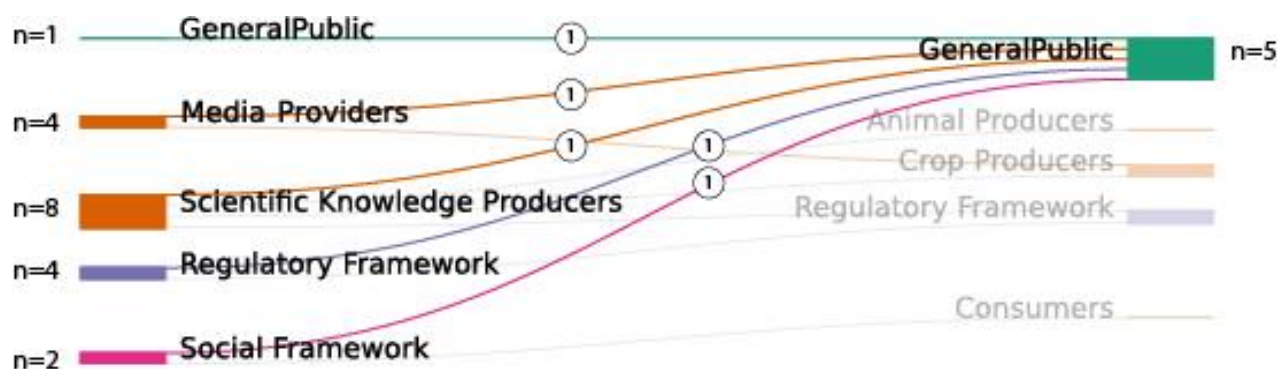 n=1 GeneralPublic 1
GeneralPublic n=5
1
n=4 Media Providers
Animal Producers
1 1
Crop Producers
1
n=8 Scientific Knowledge Producers
Regulatory Framework
n=4 Regulatory Framework
Consumers
n=2 Social Framework